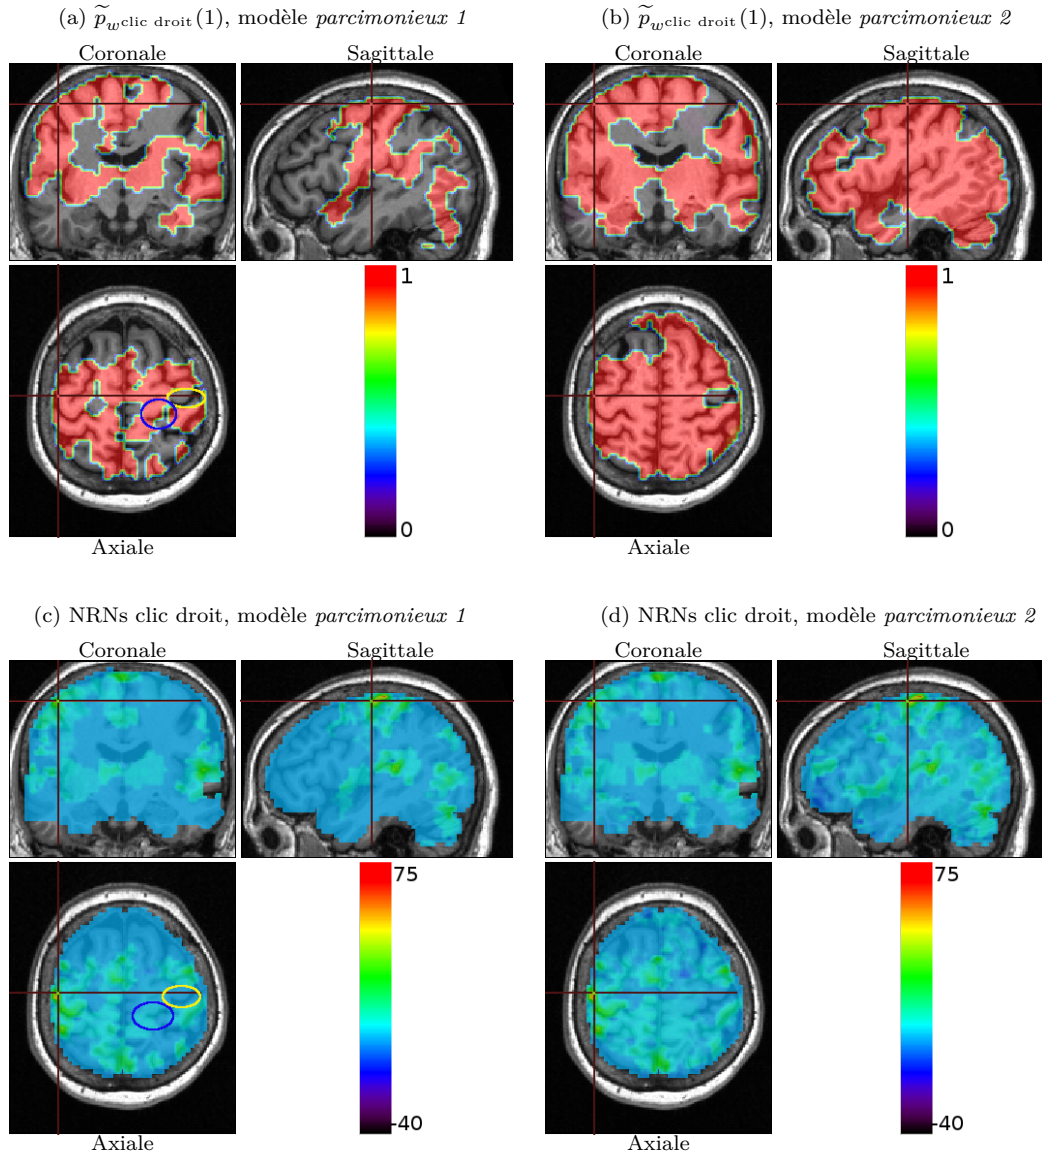 (a) p̃_{w^{clic droit}}(1), modèle parcimonieux 1
Coronale
Sagittale
1
0
Axiale
(b) p̃_{w^{clic droit}}(1), modèle parcimonieux 2
Coronale
Sagittale
1
0
Axiale
(c) NRNs clic droit, modèle parcimonieux 1
Coronale
Sagittale
75
-40
Axiale
(d) NRNs clic droit, modèle parcimonieux 2
Coronale
Sagittale
75
-40
Axiale